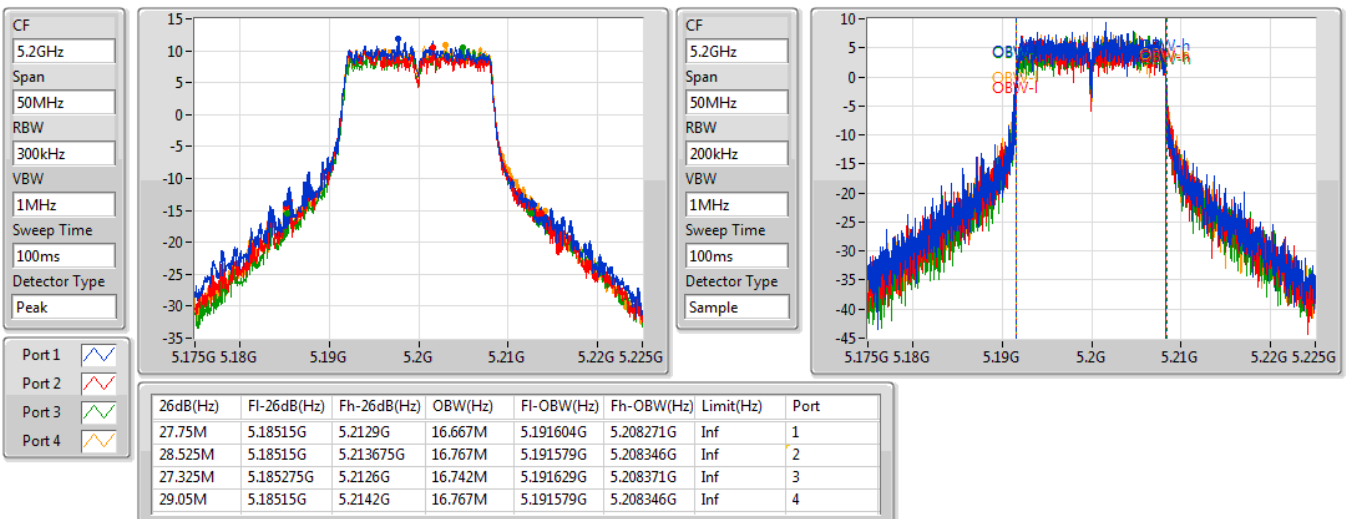 CF
5.2GHz
Span
50MHz
RBW
300kHz
VBW
1MHz
Sweep Time
100ms
Detector Type
Peak
15
10
5
0
-5
-10
-15
-20
-25
-30
-35
5.175G 5.18G 5.19G 5.2G 5.21G 5.22G 5.225G
CF
5.2GHz
Span
50MHz
RBW
200kHz
VBW
1MHz
Sweep Time
100ms
Detector Type
Sample
10
5
0
-5
-10
-15
-20
-25
-30
-35
-40
-45
OBW-l
5.175G 5.18G 5.19G 5.2G 5.21G 5.22G 5.225G
Port 1
Port 2
Port 3
Port 4
26dB(Hz) Fl-26dB(Hz) Fh-26dB(Hz) OBW(Hz) Fl-OBW(Hz) Fh-OBW(Hz) Limit(Hz) Port
27.75M 5.18515G 5.2129G 16.667M 5.191604G 5.208271G Inf 1
28.525M 5.18515G 5.213675G 16.767M 5.191579G 5.208346G Inf 2
27.325M 5.185275G 5.2126G 16.742M 5.191629G 5.208371G Inf 3
29.05M 5.18515G 5.2142G 16.767M 5.191579G 5.208346G Inf 4